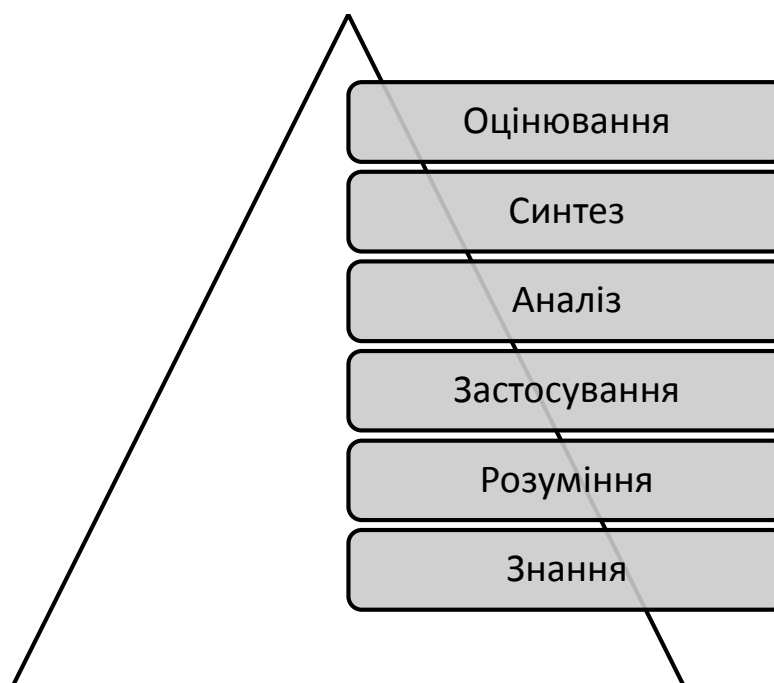 Оцінювання
Синтез
Аналіз
Застосування
Розуміння
Знання